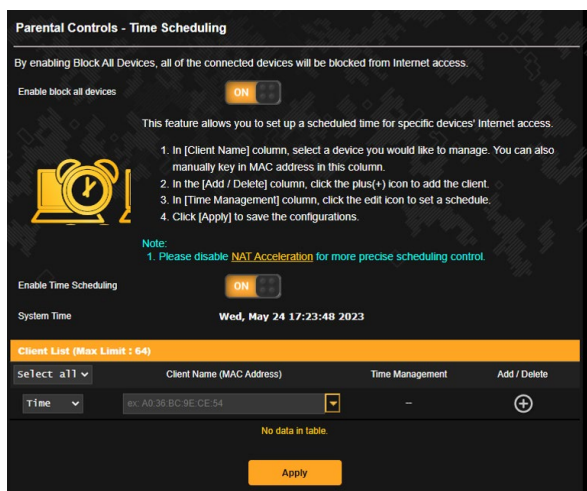 Parental Controls - Time Scheduling
By enabling Block All Devices, all of the connected devices will be blocked from Internet access.
Enable block all devices
ON
This feature allows you to set up a scheduled time for specific devices' Internet access.
1. In [Client Name] column, select a device you would like to manage. You can also
manually key in MAC address in this column.
2. In the [Add / Delete] column, click the plus(+) icon to add the client.
3. In [Time Management] column, click the edit icon to set a schedule.
4. Click [Apply] to save the configurations.
Note:
1. Please disable NAT Acceleration for more precise scheduling control.
Enable Time Scheduling
ON
System Time
Wed, May 24 17:23:48 2023
Client List (Max Limit : 64)
Select all
Client Name (MAC Address)
Time Management
Add / Delete
Time
ex: A0:36:BC:9E:CE:54
--
No data in table.
Apply